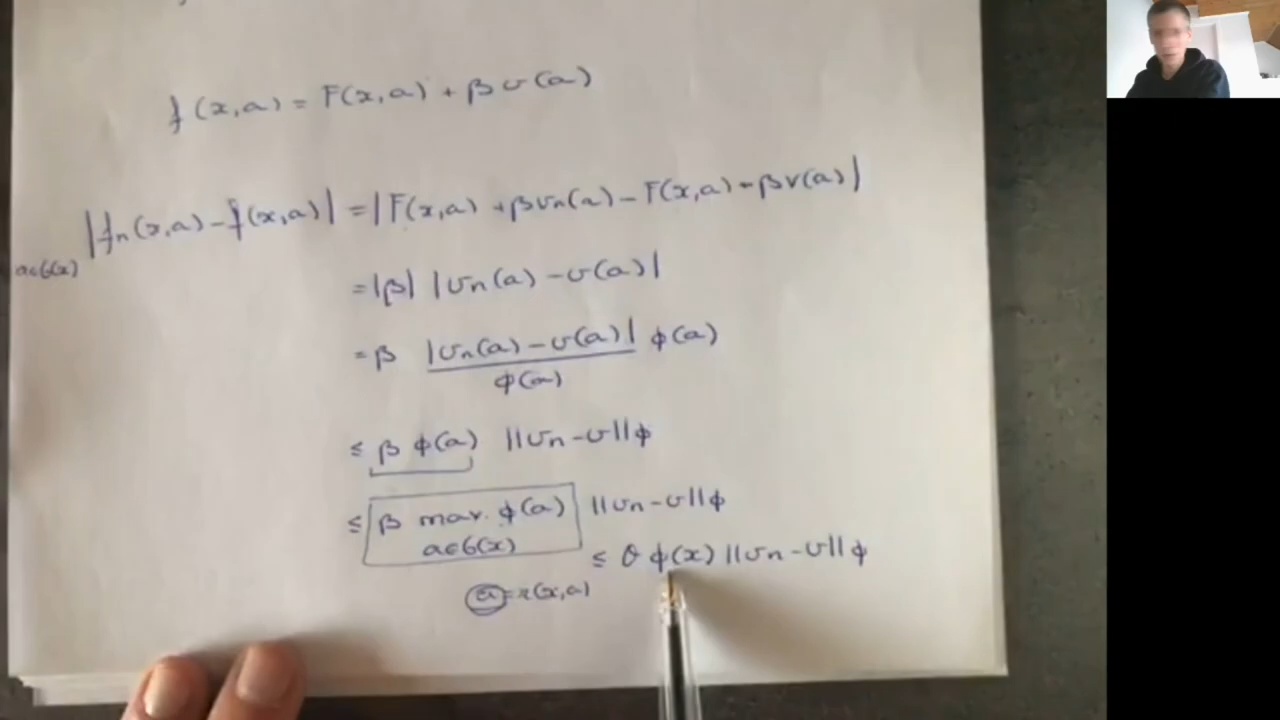 f(x,a) = F(x,a) + βv(a)
|fn(x,a) - f(x,a)| = |F(x,a) + βvn(a) - F(x,a) - βv(a)|
a∈G(x)
= |β| |vn(a) - v(a)|
= β |vn(a) - v(a)| / ϕ(a) ϕ(a)
≤ β ϕ(a) ||vn - v||ϕ
≤ β max ϕ(a) ||vn - v||ϕ
a∈G(x)
≤ θ ϕ(x) ||vn - v||ϕ
a = r(x,a)